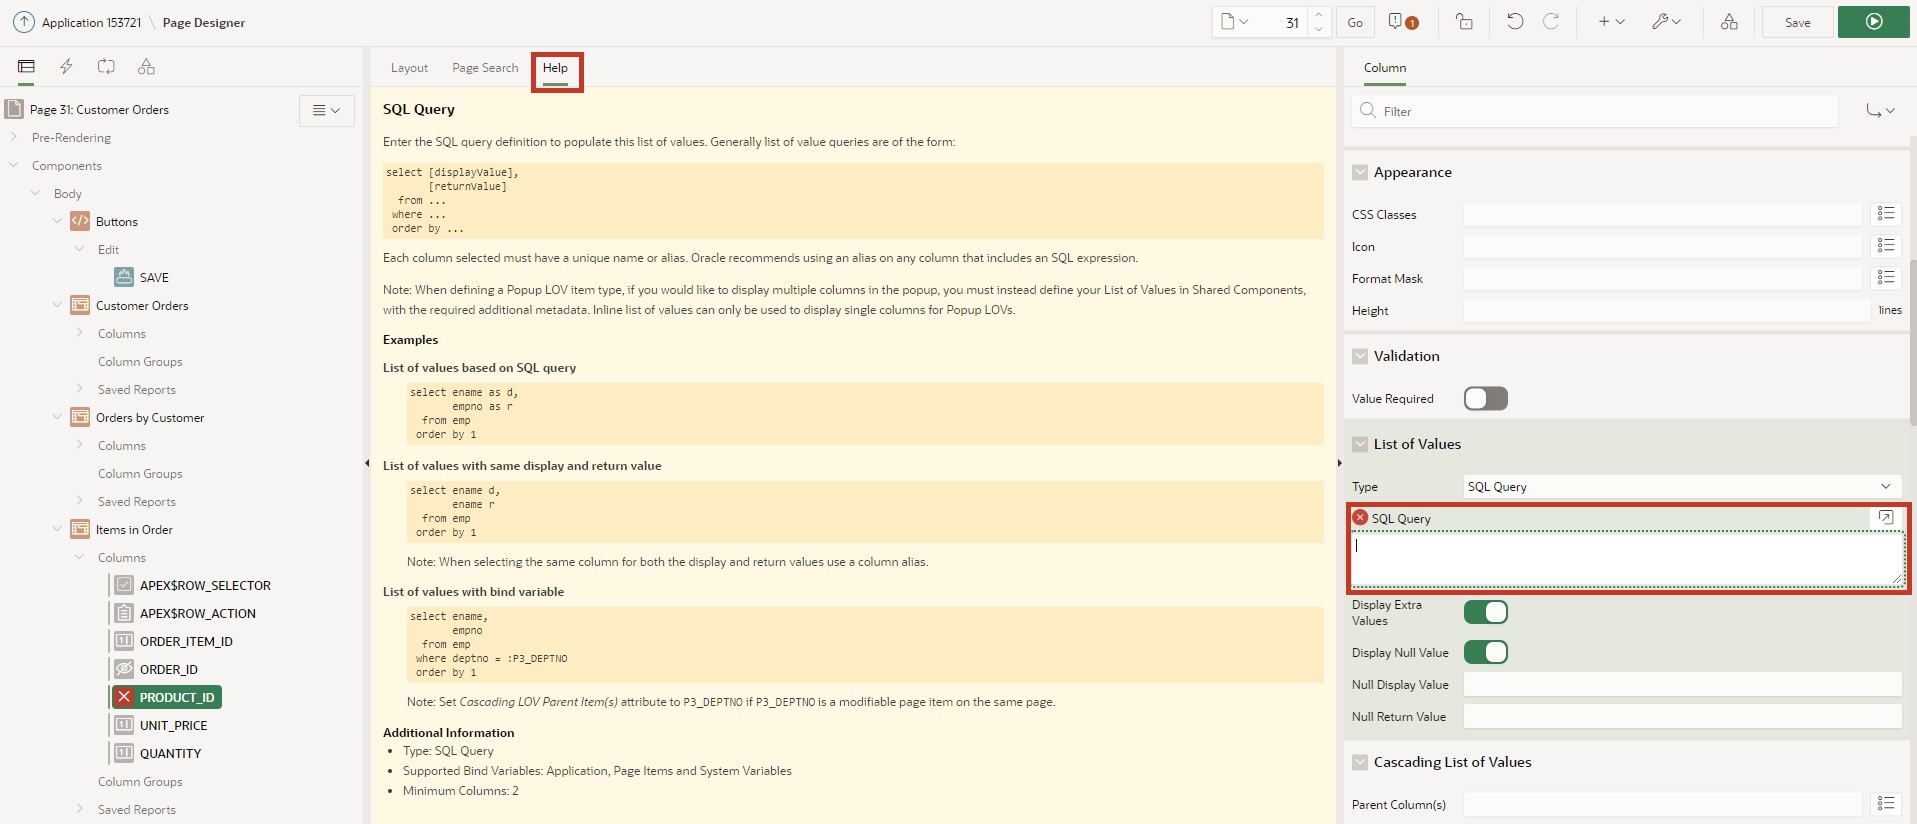 Application 153721 \ Page Designer
31
Go
1
Save
Page 31: Customer Orders
Pre-Rendering
Components
Body
Buttons
Edit
SAVE
Customer Orders
Columns
Column Groups
Saved Reports
Orders by Customer
Columns
Column Groups
Saved Reports
Items in Order
Columns
APEX$ROW_SELECTOR
APEX$ROW_ACTION
ORDER_ITEM_ID
ORDER_ID
PRODUCT_ID
UNIT_PRICE
QUANTITY
Column Groups
Saved Reports
Layout Page Search Help
SQL Query
Enter the SQL query definition to populate this list of values. Generally list of value queries are of the form:
select [displayValue],
[returnValue]
from ...
where ...
order by ...
Each column selected must have a unique name or alias. Oracle recommends using an alias on any column that includes an SQL expression.
Note: When defining a Popup LOV item type, if you would like to display multiple columns in the popup, you must instead define your List of Values in Shared Components,
with the required additional metadata. Inline list of values can only be used to display single columns for Popup LOVs.
Examples
List of values based on SQL query
select ename as d,
empno as r
from emp
order by 1
List of values with same display and return value
select ename d,
ename r
from emp
order by 1
Note: When selecting the same column for both the display and return values use a column alias.
List of values with bind variable
select ename,
empno
from emp
where deptno = :P3_DEPTNO
order by 1
Note: Set Cascading LOV Parent Item(s) attribute to P3_DEPTNO if P3_DEPTNO is a modifiable page item on the same page.
Additional Information
• Type: SQL Query
• Supported Bind Variables: Application, Page Items and System Variables
• Minimum Columns: 2
Column
Filter
Appearance
CSS Classes
Icon
Format Mask
Height lines
Validation
Value Required
List of Values
Type SQL Query
SQL Query
Display Extra
Values
Display Null Value
Null Display Value
Null Return Value
Cascading List of Values
Parent Column(s)